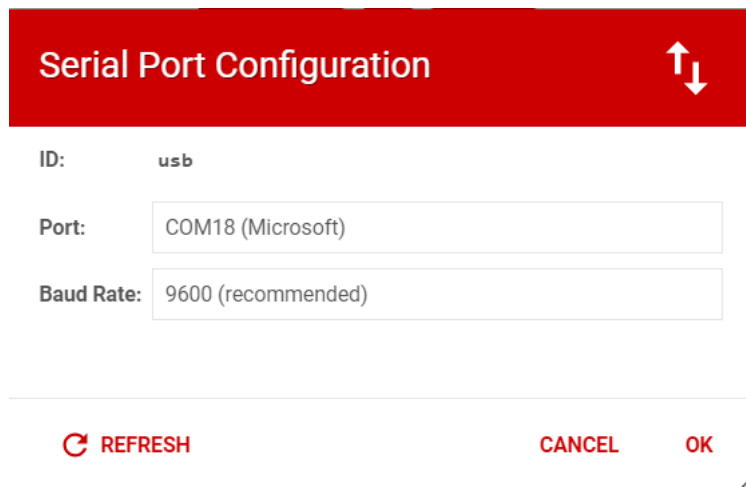 Serial Port Configuration
ID: usb
Port: COM18 (Microsoft)
Baud Rate: 9600 (recommended)
REFRESH CANCEL OK